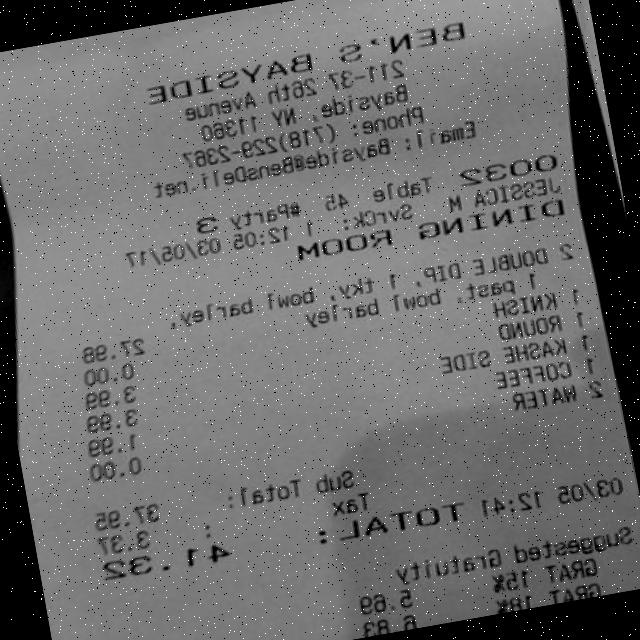 BEN'S BAYSIDE
211-37 26th Avenue
Bayside, NY 11360
Phone: (718)229-2367
Email: Bayside@BensDeli.net
0032 Table 45 #Party 3
JESSICA M SvrCk: 1 12:05 03/05/17
DINING ROOM
2 DOUBLE DIP, 1 tky, bowl barley,
1 past, bowl barley 27.98
1 KNISH 0.00
1 ROUND 3.99
1 KASHE SIDE 3.99
1 COFFEE 1.99
2 WATER 0.00
Sub Total: 37.95
Tax : 3.37
03/05 12:41 TOTAL: 41.32
Suggested Gratuity
GRAT 15% 5.69
GRAT 18% 6.83